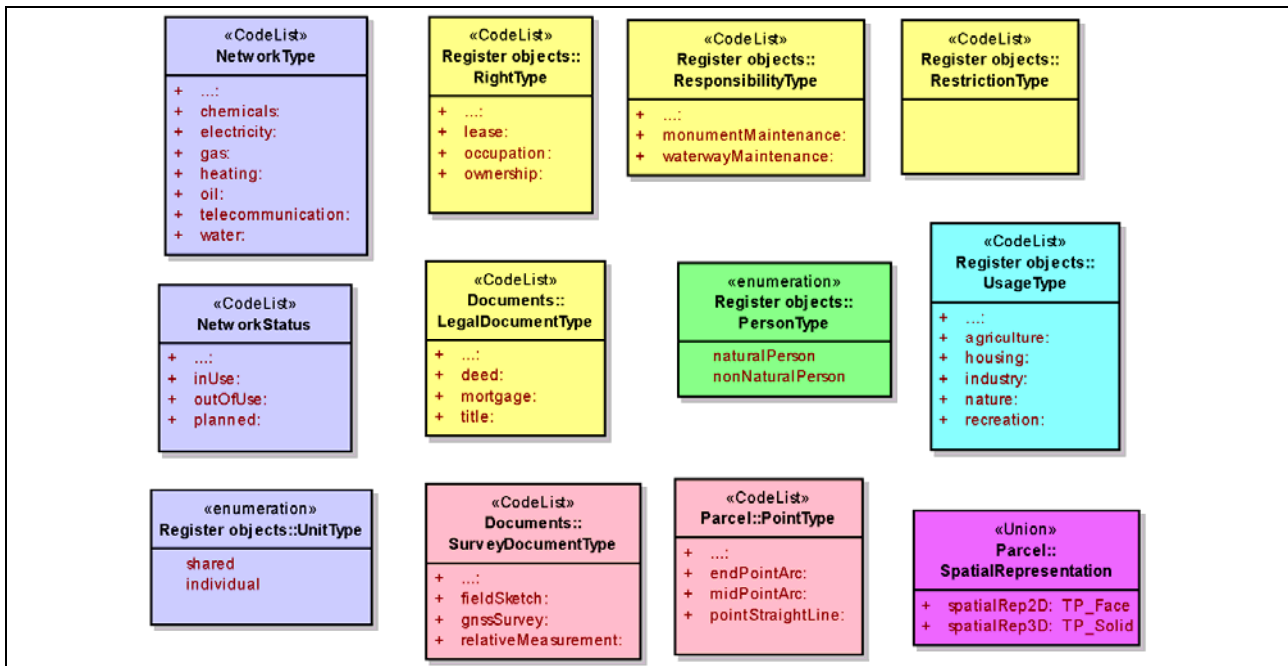 «CodeList»
NetworkType
+ ...:
+ chemicals:
+ electricity:
+ gas:
+ heating:
+ oil:
+ telecommunication:
+ water:
«CodeList»
Register objects::
RightType
+ ...:
+ lease:
+ occupation:
+ ownership:
«CodeList»
Register objects::
ResponsibilityType
+ ...:
+ monumentMaintenance:
+ waterwayMaintenance:
«CodeList»
Register objects::
RestrictionType
«CodeList»
NetworkStatus
+ ...:
+ inUse:
+ outOfUse:
+ planned:
«CodeList»
Documents::
LegalDocumentType
+ ...:
+ deed:
+ mortgage:
+ title:
«enumeration»
Register objects::
PersonType
naturalPerson
nonNaturalPerson
«CodeList»
Register objects::
UsageType
+ ...:
+ agriculture:
+ housing:
+ industry:
+ nature:
+ recreation:
«enumeration»
Register objects::UnitType
shared
individual
«CodeList»
Documents::
SurveyDocumentType
+ ...:
+ fieldSketch:
+ gnssSurvey:
+ relativeMeasurement:
«CodeList»
Parcel::PointType
+ ...:
+ endPointArc:
+ midPointArc:
+ pointStraightLine:
«Union»
Parcel::
SpatialRepresentation
+ spatialRep2D: TP_Face
+ spatialRep3D: TP_Solid